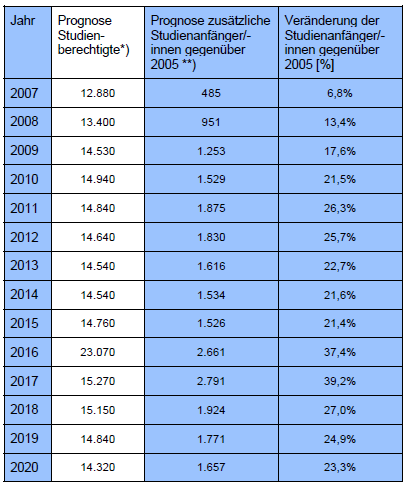 Jahr Prognose Studien- berechtigte*) Prognose zusätzliche Studienanfänger/- innen gegenüber 2005 **) Veränderung der Studienanfänger/- innen gegenüber 2005 [%]
2007 12.880 485 6,8%
2008 13.400 951 13,4%
2009 14.530 1.253 17,6%
2010 14.940 1.529 21,5%
2011 14.840 1.875 26,3%
2012 14.640 1.830 25,7%
2013 14.540 1.616 22,7%
2014 14.540 1.534 21,6%
2015 14.760 1.526 21,4%
2016 23.070 2.661 37,4%
2017 15.270 2.791 39,2%
2018 15.150 1.924 27,0%
2019 14.840 1.771 24,9%
2020 14.320 1.657 23,3%